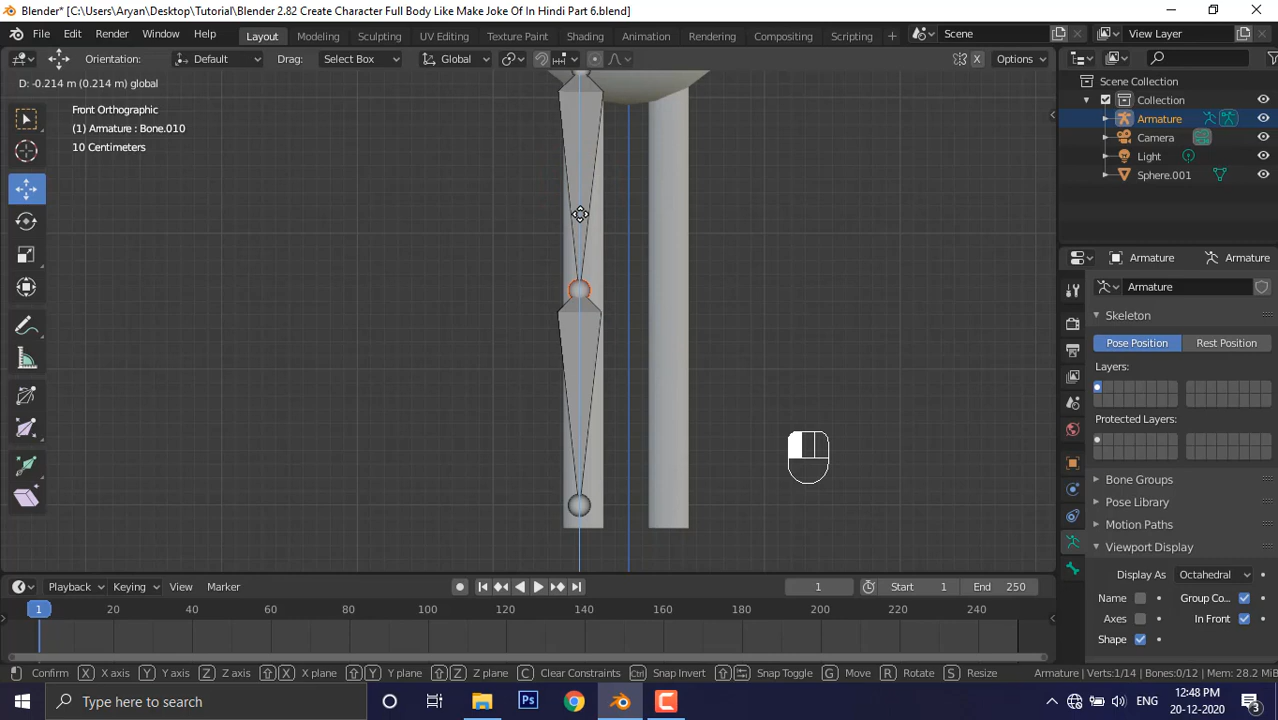 Blender* [C:\Users\Aryan\Desktop\Tutorial\Blender 2.82 Create Character Full Body Like Make Joke Of In Hindi Part 6.blend]
File Edit Render Window Help Layout Modeling Sculpting UV Editing Texture Paint Shading Animation Rendering Compositing Scripting + Scene View Layer
Orientation: Default Drag: Select Box Global X Options
D: -0.214 m (0.214 m) global
Front Orthographic
(1) Armature : Bone.010
10 Centimeters
Scene Collection
Collection
Armature
Camera
Light
Sphere.001
Armature Armature
Armature
Skeleton
Pose Position Rest Position
Layers:
Protected Layers:
Bone Groups
Pose Library
Motion Paths
Viewport Display
Display As Octahedral
Name Group Co...
Axes In Front
Shape
Playback Keying View Marker 1 Start 1 End 250
1 20 40 60 80 100 120 140 160 180 200 220 240
Confirm X X axis Y Y axis Z Z axis X X plane Y Y plane Z Z plane C Clear Constraints Ctrl Snap Invert Snap Toggle G Move R Rotate S Resize Armature | Verts:1/14 | Bones:0/12 | Mem: 28.2 MiB
Type here to search Ps ENG 12:48 PM
20-12-2020 3